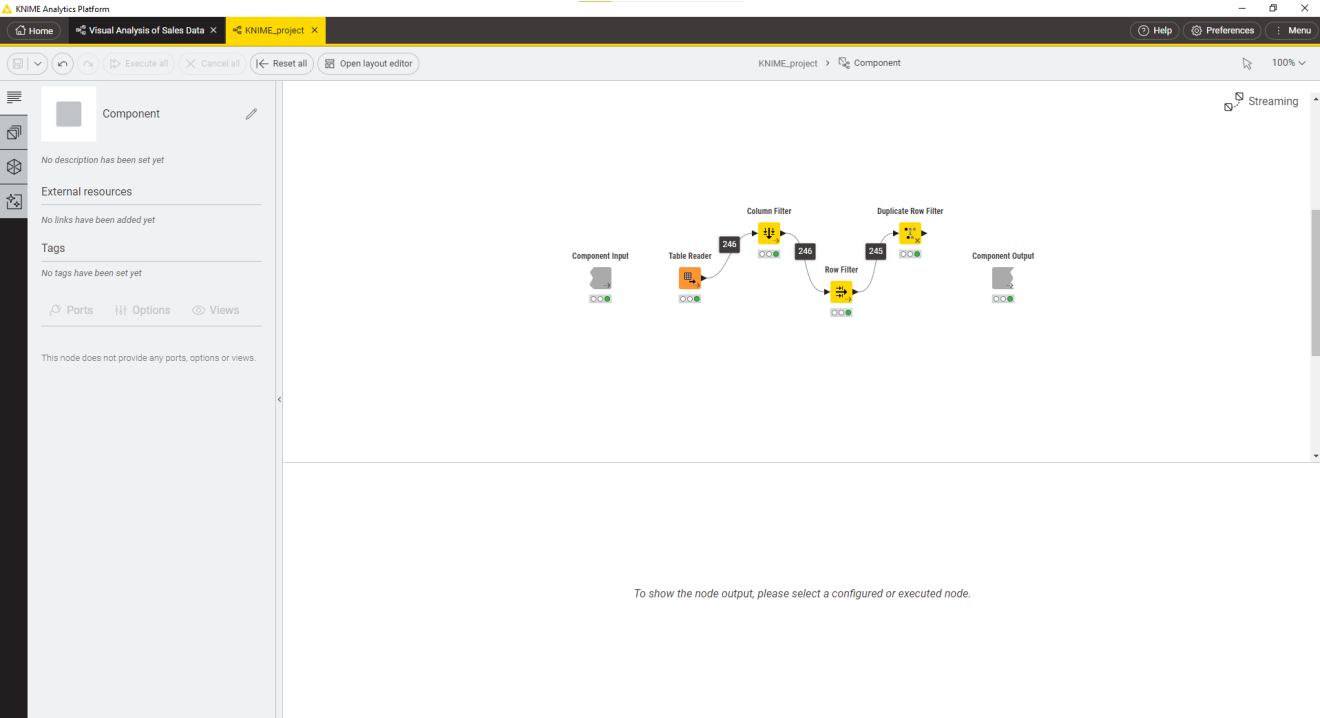 KNIME Analytics Platform
Home
Visual Analysis of Sales Data
KNIME_project
Help
Preferences
Menu
Execute all
Cancel all
Reset all
Open layout editor
KNIME_project > Component
100%
Component
Streaming
No description has been set yet
External resources
No links have been added yet
Tags
No tags have been set yet
Ports
Options
Views
This node does not provide any ports, options or views.
Column Filter
Duplicate Row Filter
246
246
245
Component Input
Table Reader
Component Output
Row Filter
To show the node output, please select a configured or executed node.